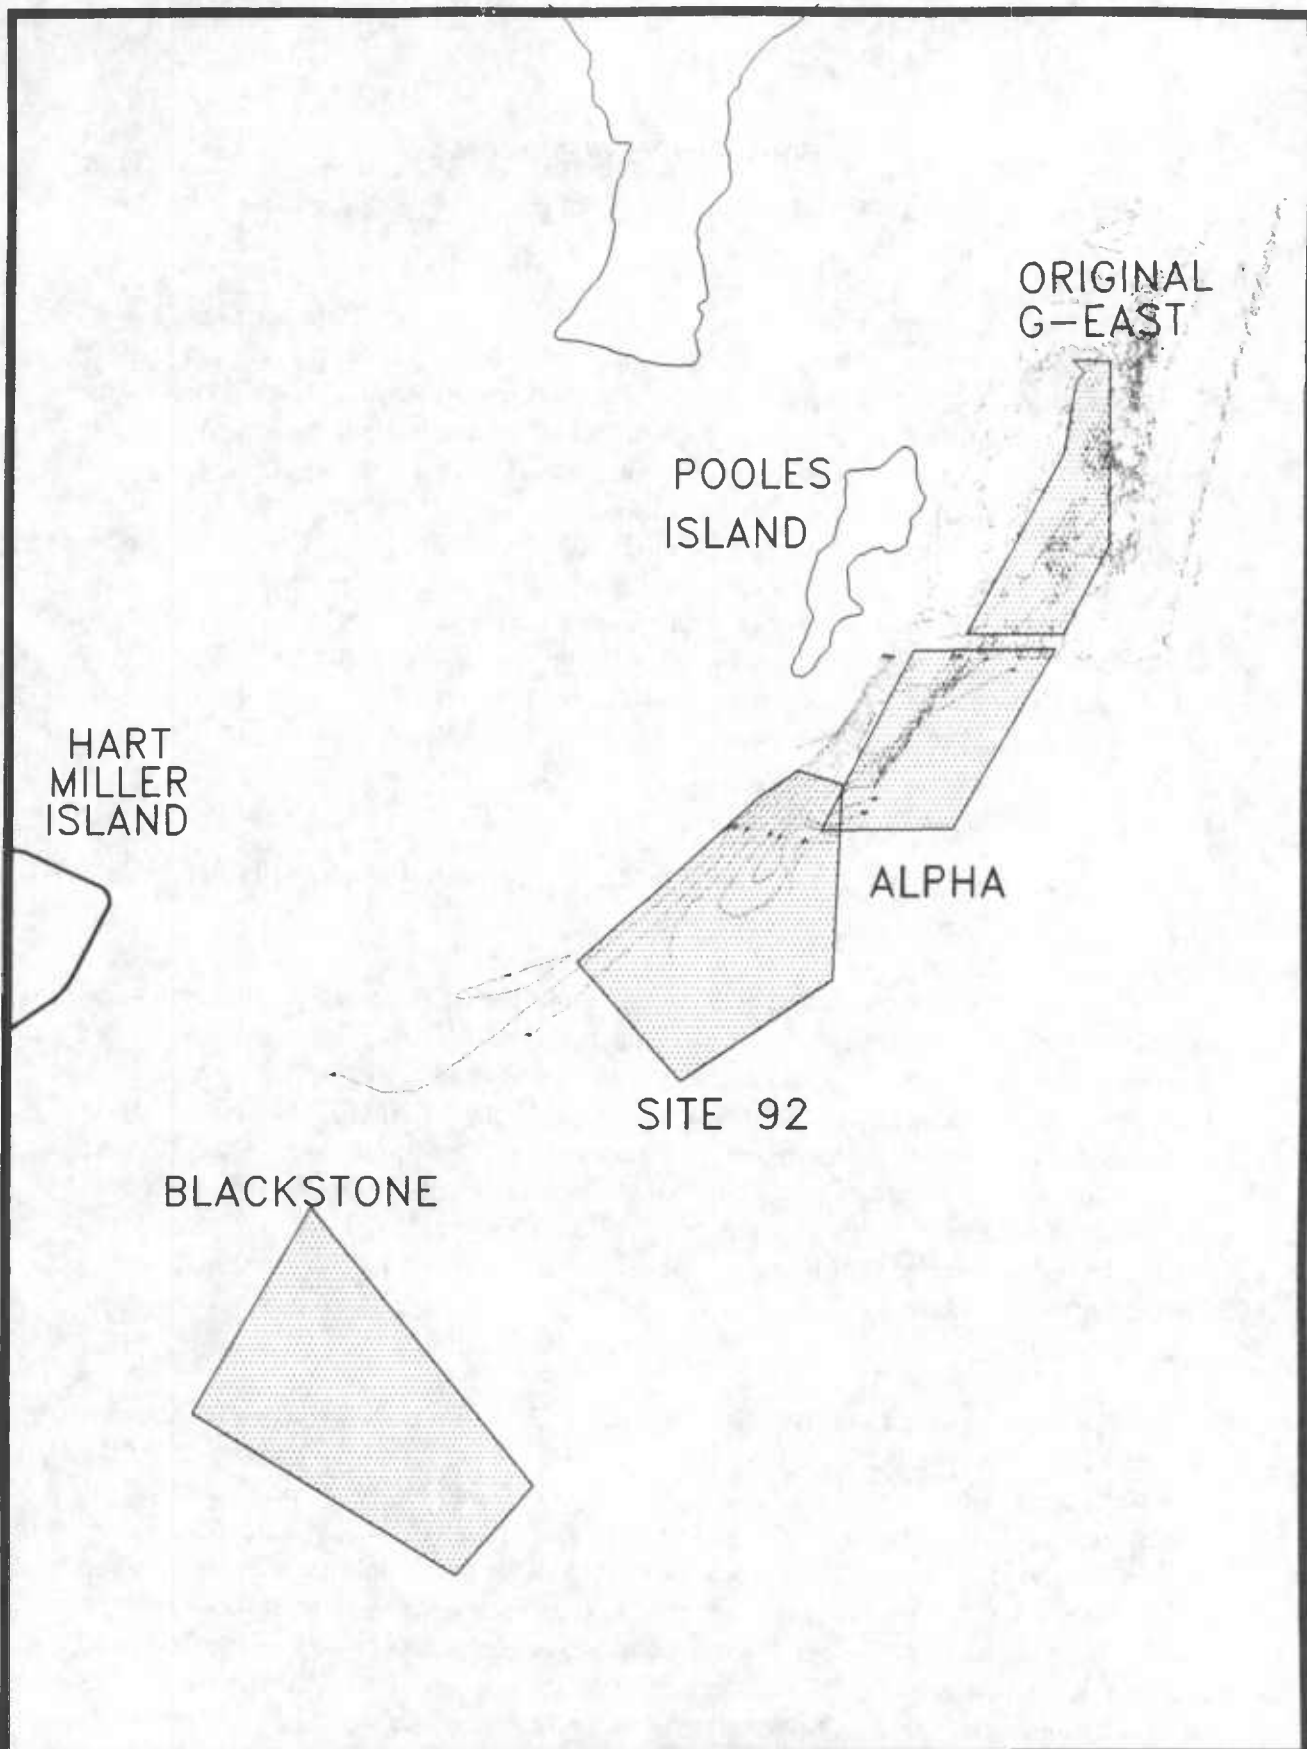 ORIGINAL
G-EAST
POOLES
ISLAND
HART
MILLER
ISLAND
ALPHA
SITE 92
BLACKSTONE